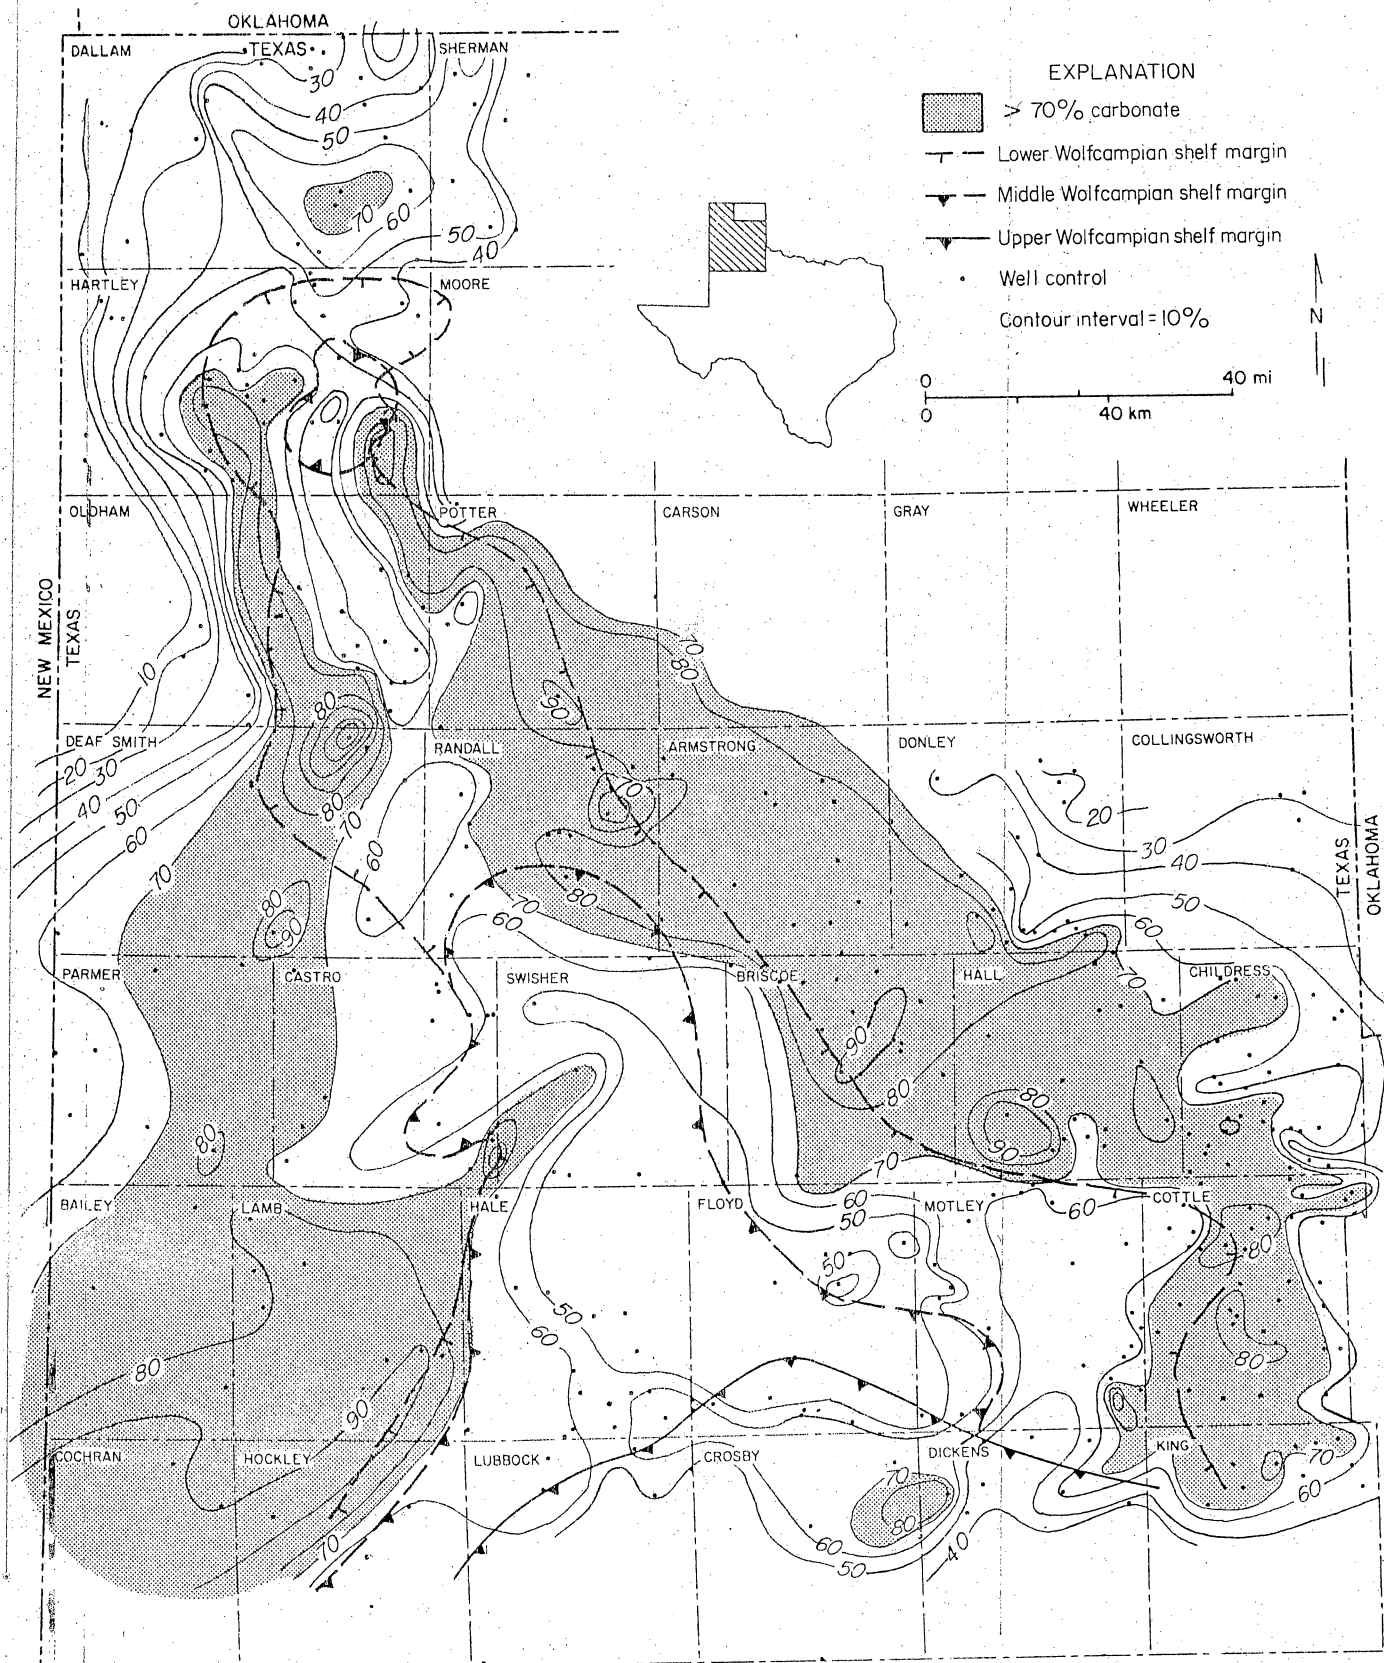 OKLAHOMA
TEXAS
DALLAM
SHERMAN
30
40
50
70
60
50
40
EXPLANATION
> 70% carbonate
Lower Wolfcampian shelf margin
Middle Wolfcampian shelf margin
Upper Wolfcampian shelf margin
Well control
Contour interval = 10%
N
0 40 mi
0 40 km
HARTLEY
MOORE
OLDHAM
POTTER
CARSON
GRAY
WHEELER
NEW MEXICO
TEXAS
10
70
80
90
80
DEAF SMITH
RANDALL
ARMSTRONG
DONLEY
COLLINGSWORTH
20
30
40
50
60
70
80
70
60
80
90
70
60
80
20
30
40
50
60
70
TEXAS
OKLAHOMA
PARMER
CASTRO
SWISHER
BRISCOE
HALL
CHILDRESS
90
80
80
90
80
70
60
50
60
BAILEY
LAMB
HALE
FLOYD
MOTLEY
COTTLE
80
50
50
60
80
90
80
COCHRAN
HOCKLEY
LUBBOCK
CROSBY
DICKENS
KING
70
60
70
80
60
50
40
70